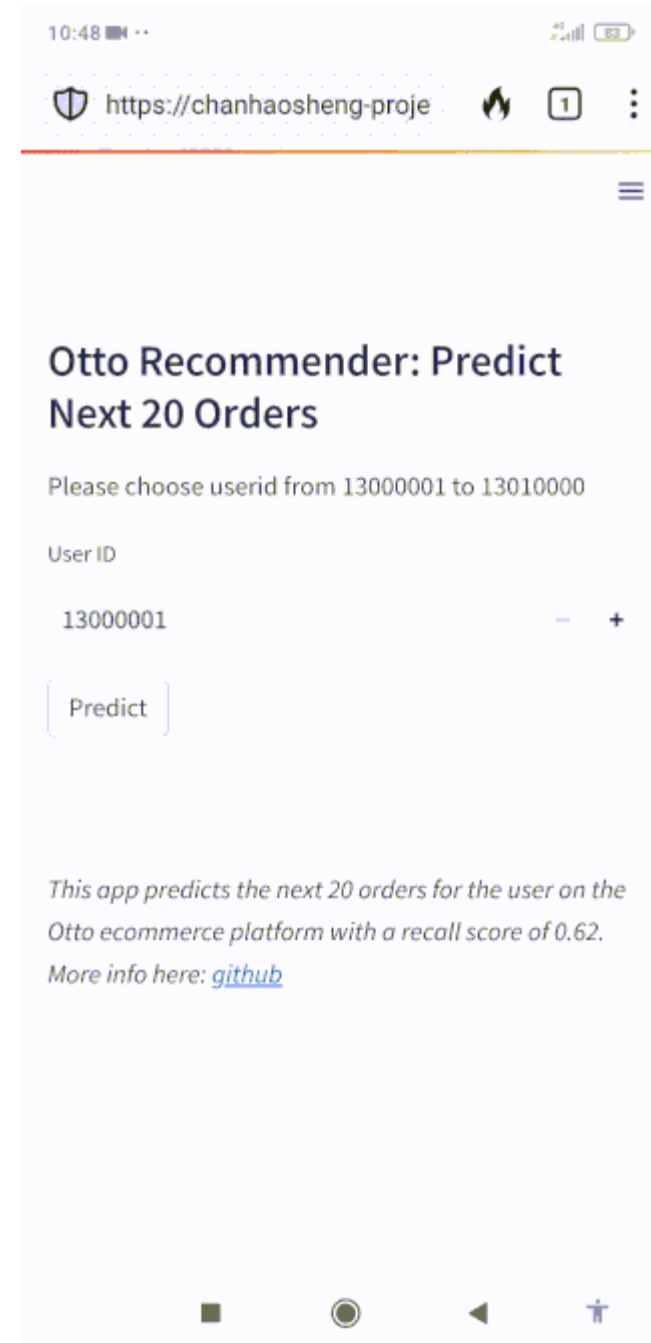 10:48
4G
63
https://chanhaosheng-proje
1
Otto Recommender: Predict
Next 20 Orders
Please choose userid from 13000001 to 13010000
User ID
13000001
Predict
This app predicts the next 20 orders for the user on the
Otto ecommerce platform with a recall score of 0.62.
More info here: github